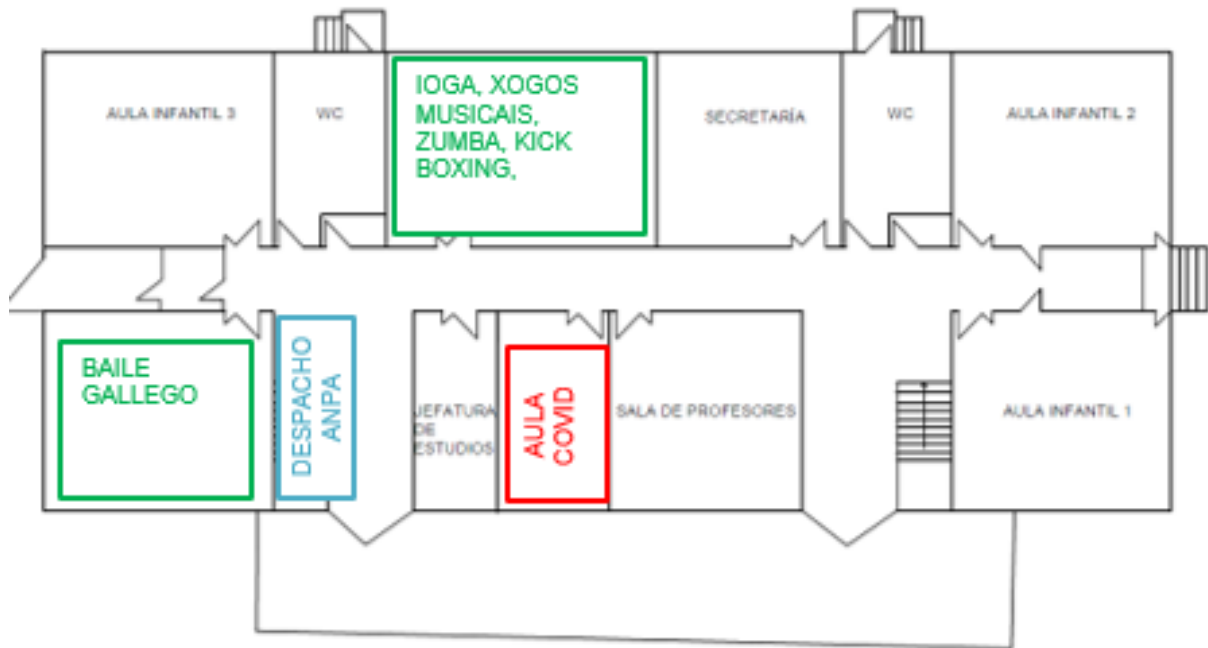 AULA INFANTIL 3
WC
IOGA, XOGOS
MUSICAIS,
ZUMBA, KICK
BOXING,
SECRETARÍA
WC
AULA INFANTIL 2
BAILE
GALLEGO
DESPACHO
ANPA
JEFATURA
DE
ESTUDIOS
AULA
COVID
SALA DE PROFESORES
AULA INFANTIL 1